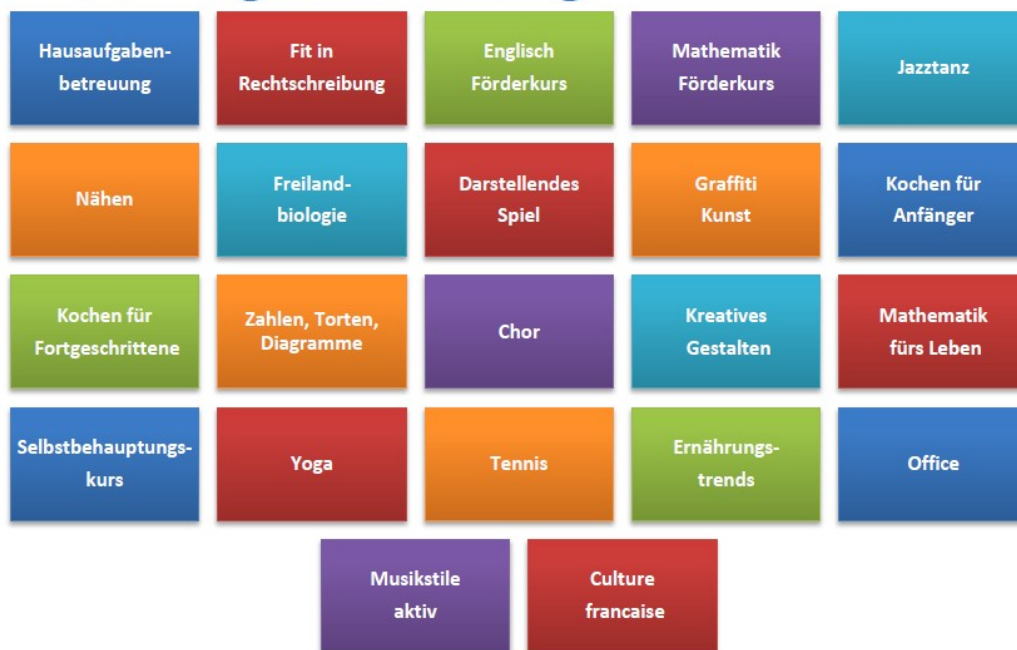 Hausaufgaben-
betreuung
Fit in
Rechtschreibung
Englisch
Förderkurs
Mathematik
Förderkurs
Jazztanz
Nähen
Freiland-
biologie
Darstellendes
Spiel
Graffiti
Kunst
Kochen für
Anfänger
Kochen für
Fortgeschrittene
Zahlen, Torten,
Diagramme
Chor
Kreatives
Gestalten
Mathematik
fürs Leben
Selbstbehauptungs-
kurs
Yoga
Tennis
Ernährungs-
trends
Office
Musikstile
aktiv
Culture
francaise